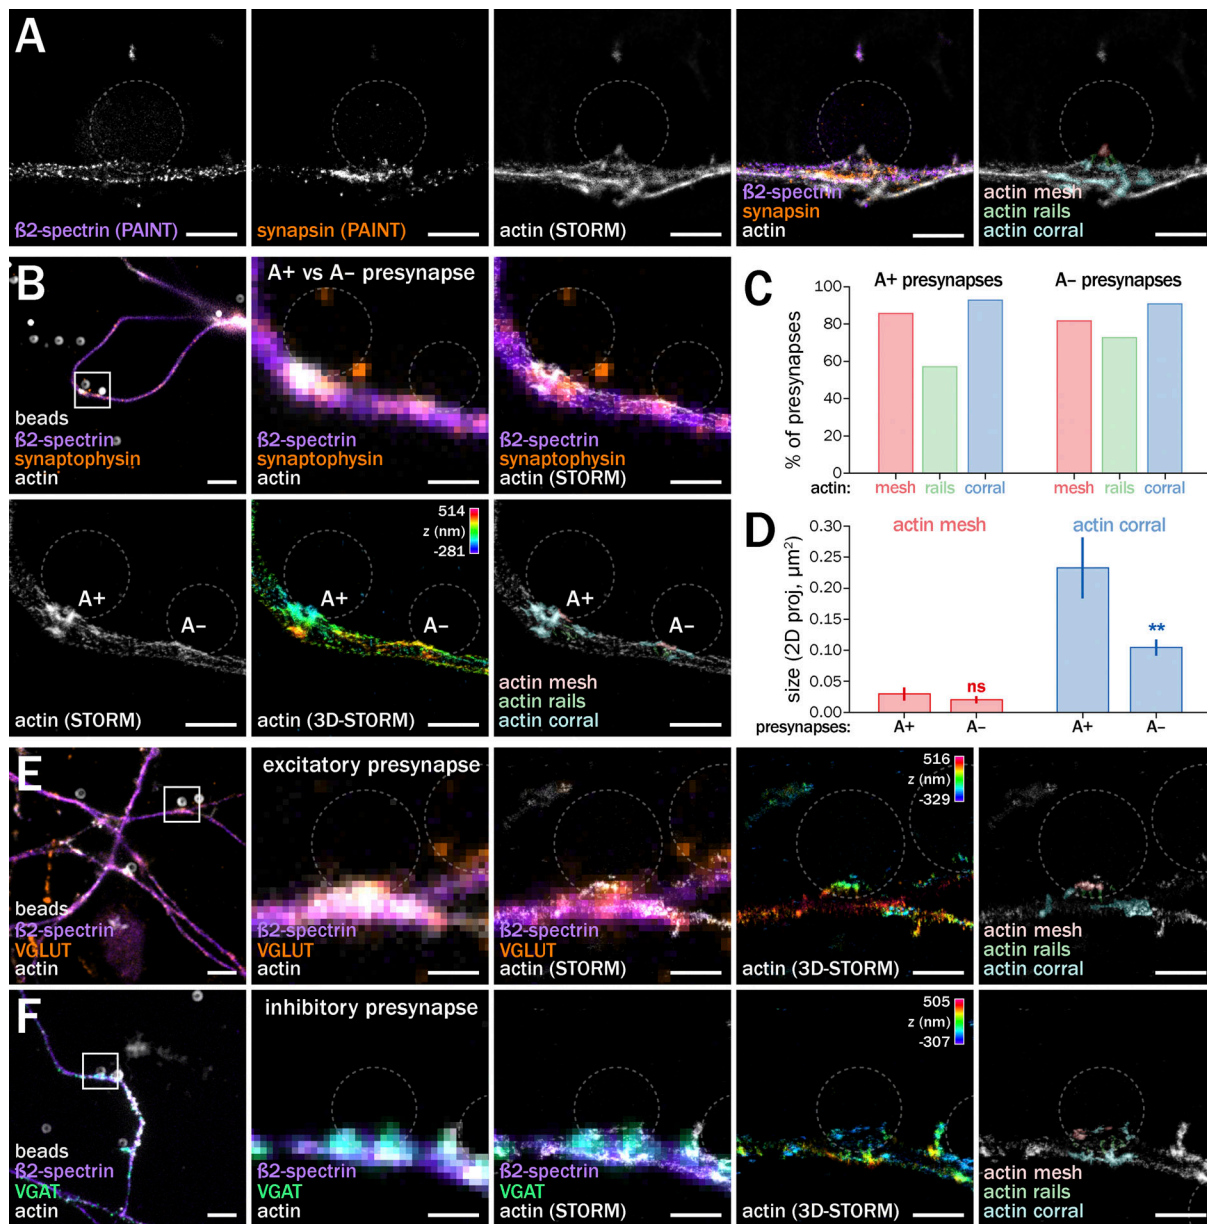 A
ß2-spectrin (PAINT)
synapsin (PAINT)
actin (STORM)
ß2-spectrin
synapsin
actin
actin mesh
actin rails
actin corral
B
beads
ß2-spectrin
synaptophysin
actin
A+ vs A– presynapse
ß2-spectrin
synaptophysin
actin
ß2-spectrin
synaptophysin
actin (STORM)
A+
A–
actin (STORM)
514
z (nm)
-281
A+
A–
actin (3D-STORM)
A+
A–
actin mesh
actin rails
actin corral
C
A+ presynapses
A– presynapses
% of presynapses
100
80
60
40
20
0
actin: mesh rails corral mesh rails corral
D
actin mesh
actin corral
size (2D proj, µm²)
0.30
0.25
0.20
0.15
0.10
0.05
0.00
ns
**
presynapses: A+ A– A+ A–
E
beads
ß2-spectrin
VGLUT
actin
excitatory presynapse
ß2-spectrin
VGLUT
actin
ß2-spectrin
VGLUT
actin (STORM)
516
z (nm)
-329
actin (3D-STORM)
actin mesh
actin rails
actin corral
F
beads
ß2-spectrin
VGAT
actin
inhibitory presynapse
ß2-spectrin
VGAT
actin
ß2-spectrin
VGAT
actin (STORM)
505
z (nm)
-307
actin (3D-STORM)
actin mesh
actin rails
actin corral